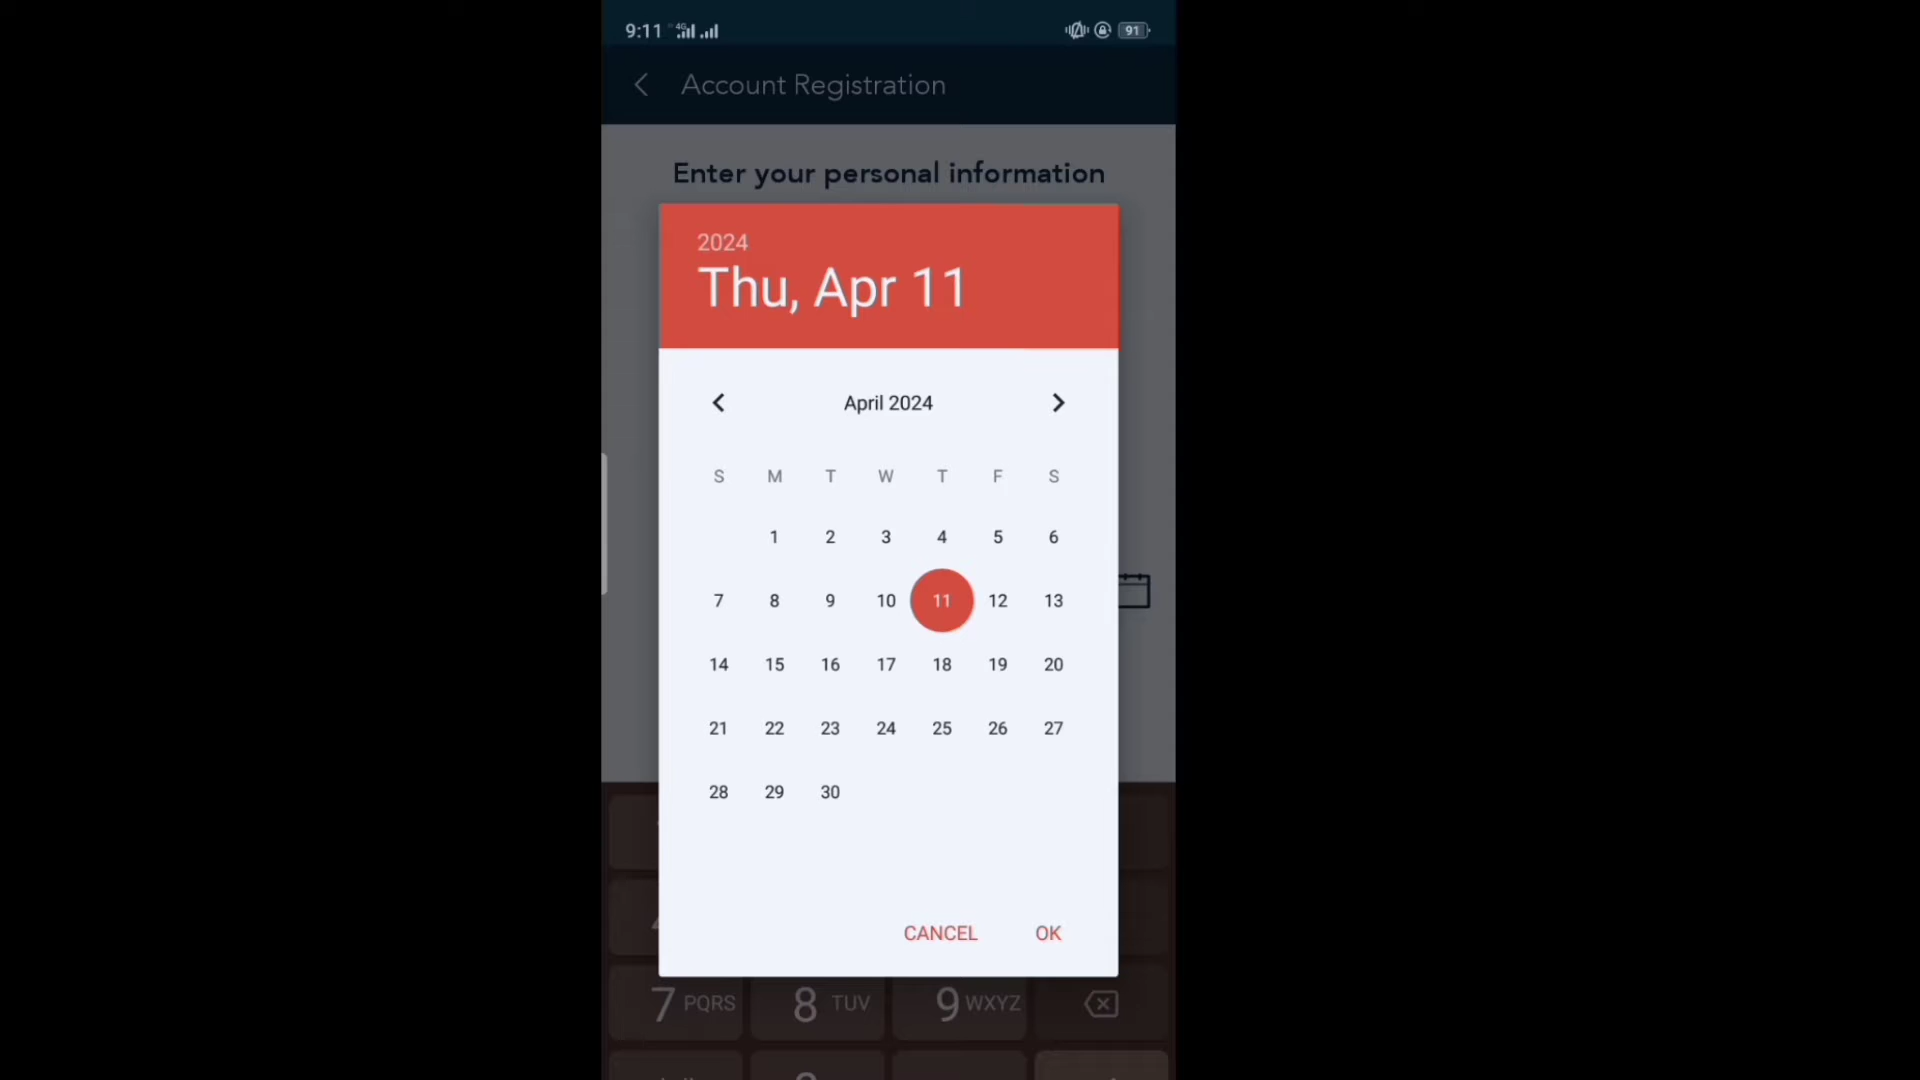 9:11 4G 91
Account Registration
Enter your personal information
2024
Thu, Apr 11
April 2024
S M T W T F S
1 2 3 4 5 6
7 8 9 10 11 12 13
14 15 16 17 18 19 20
21 22 23 24 25 26 27
28 29 30
CANCEL OK
7 PQRS 8 TUV 9 WXYZ